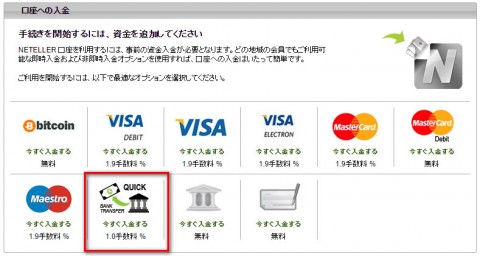 口座への入金
手続きを開始するには、資金を追加してください
NETELLER 口座を利用するには、事前の資金入金が必要となります。どの地域の会員でもご利用可
能な即時入金および非即時入金オプションを使用すれば、口座への入金はいたって簡単です。
ご利用を開始するには、以下で最適なオプションを選択してください。
N
bitcoin
今すぐ入金する
無料
VISA
DEBIT
今すぐ入金する
1.9手数料 %
VISA
今すぐ入金する
1.9手数料 %
VISA
ELECTRON
今すぐ入金する
1.9手数料 %
MasterCard
今すぐ入金する
1.9手数料 %
MasterCard
Debit
今すぐ入金する
無料
Maestro
今すぐ入金する
1.9手数料 %
QUICK
BANK
TRANSFER
今すぐ入金する
1.0手数料 %
今すぐ入金する
無料
今すぐ入金する
無料